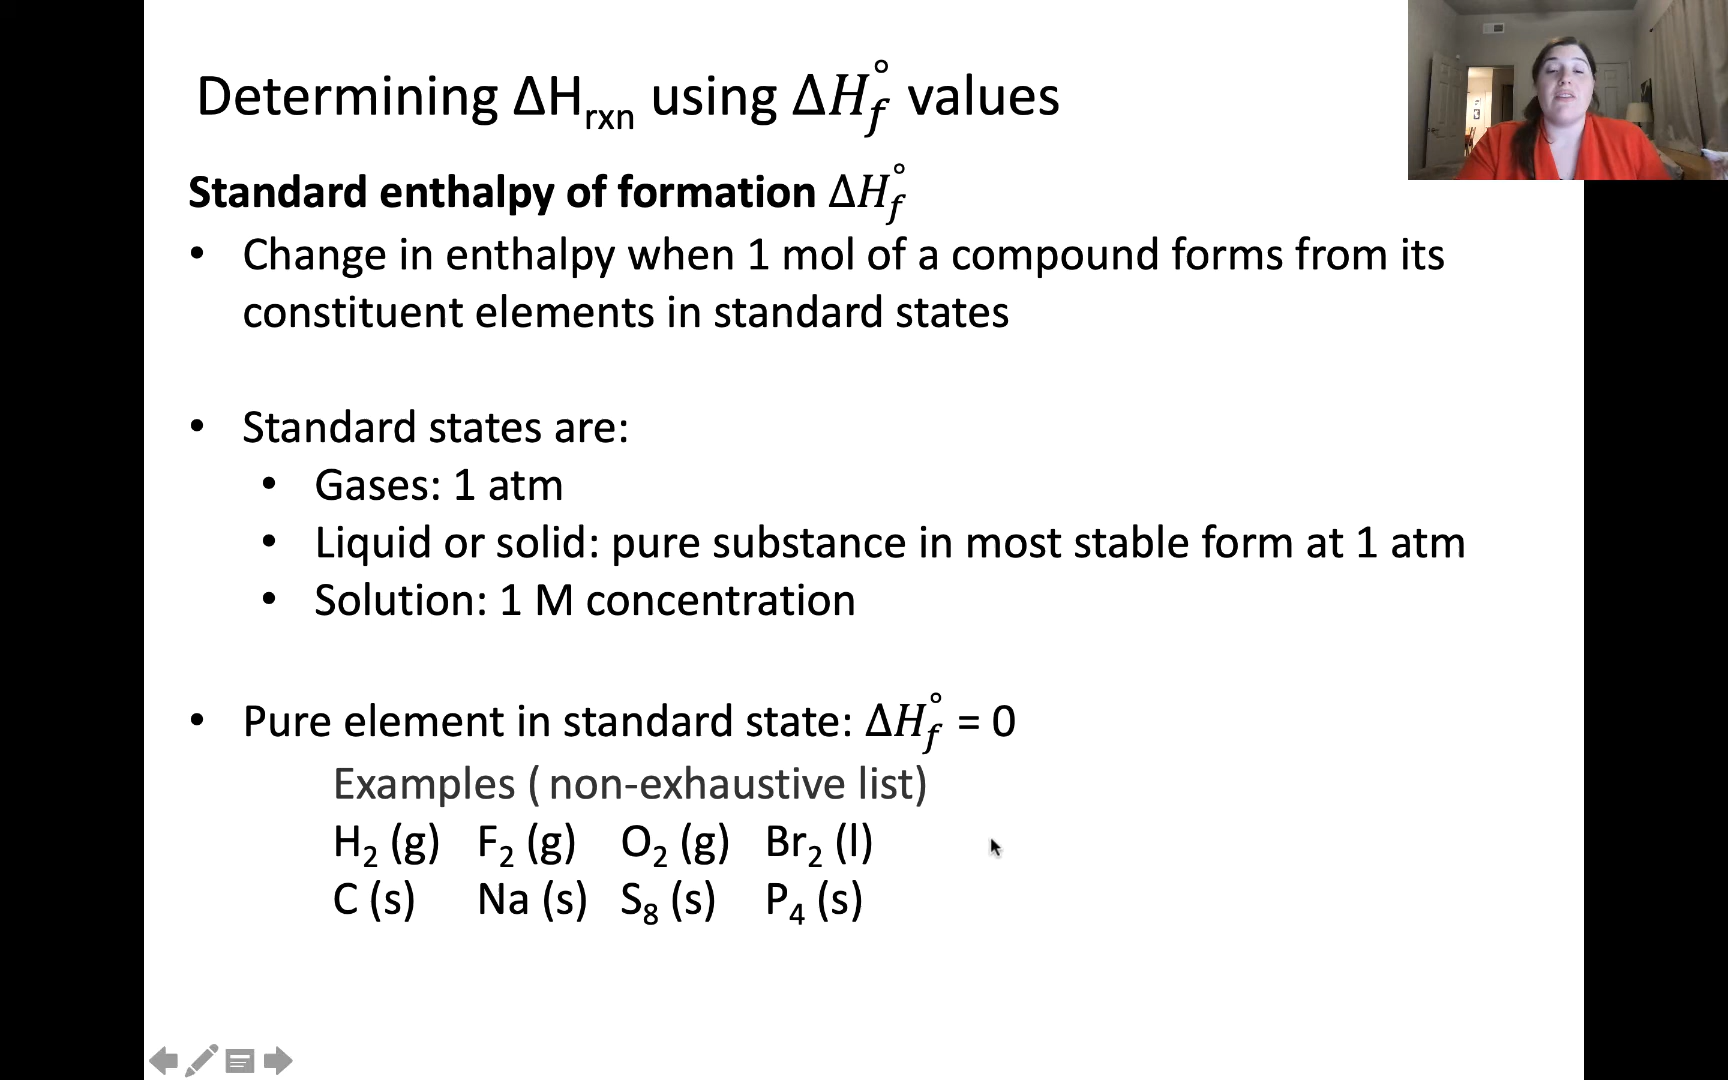 Determining ΔHrxn using ΔH°f values
Standard enthalpy of formation ΔH°f
• Change in enthalpy when 1 mol of a compound forms from its
constituent elements in standard states
• Standard states are:
• Gases: 1 atm
• Liquid or solid: pure substance in most stable form at 1 atm
• Solution: 1 M concentration
• Pure element in standard state: ΔH°f = 0
Examples ( non-exhaustive list)
H₂ (g) F₂ (g) O₂ (g) Br₂ (l)
C (s) Na (s) S₈ (s) P₄ (s)